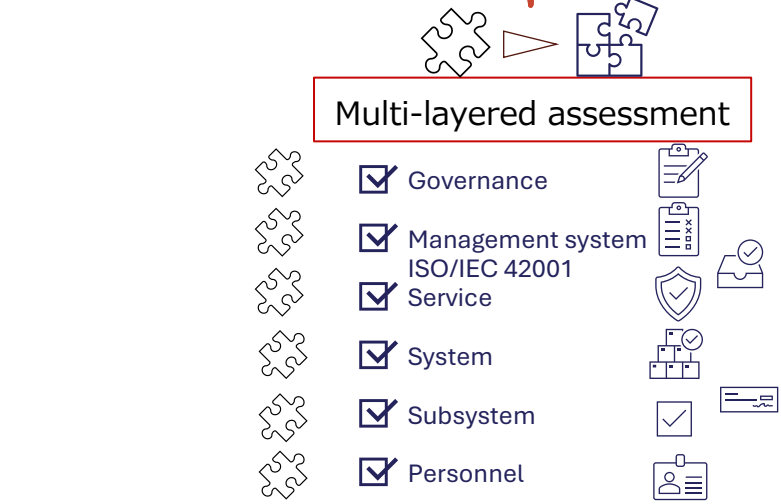 Multi-layered assessment
Governance
Management system
ISO/IEC 42001
Service
System
Subsystem
Personnel